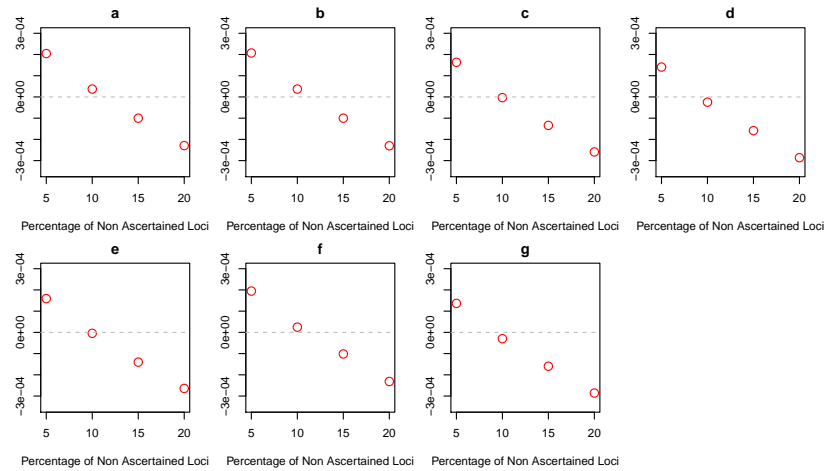 a b c d
3e-04 3e-04 3e-04 3e-04
0e+00 0e+00 0e+00 0e+00
-3e-04 -3e-04 -3e-04 -3e-04
5 10 15 20 5 10 15 20 5 10 15 20 5 10 15 20
Percentage of Non Ascertained Loci Percentage of Non Ascertained Loci Percentage of Non Ascertained Loci Percentage of Non Ascertained Loci
e f g
3e-04 3e-04 3e-04
0e+00 0e+00 0e+00
-3e-04 -3e-04 -3e-04
5 10 15 20 5 10 15 20 5 10 15 20
Percentage of Non Ascertained Loci Percentage of Non Ascertained Loci Percentage of Non Ascertained Loci